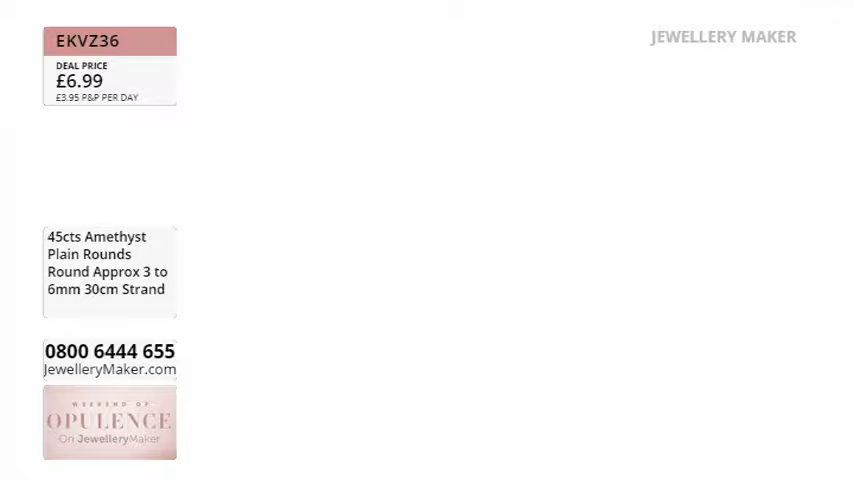 EKVZ36
DEAL PRICE
£6.99
£3.95 P&P PER DAY
JEWELLERY MAKER
45cts Amethyst
Plain Rounds
Round Approx 3 to
6mm 30cm Strand
0800 6444 655
JewelleryMaker.com
WEEKEND OF
OPULENCE
On JewelleryMaker